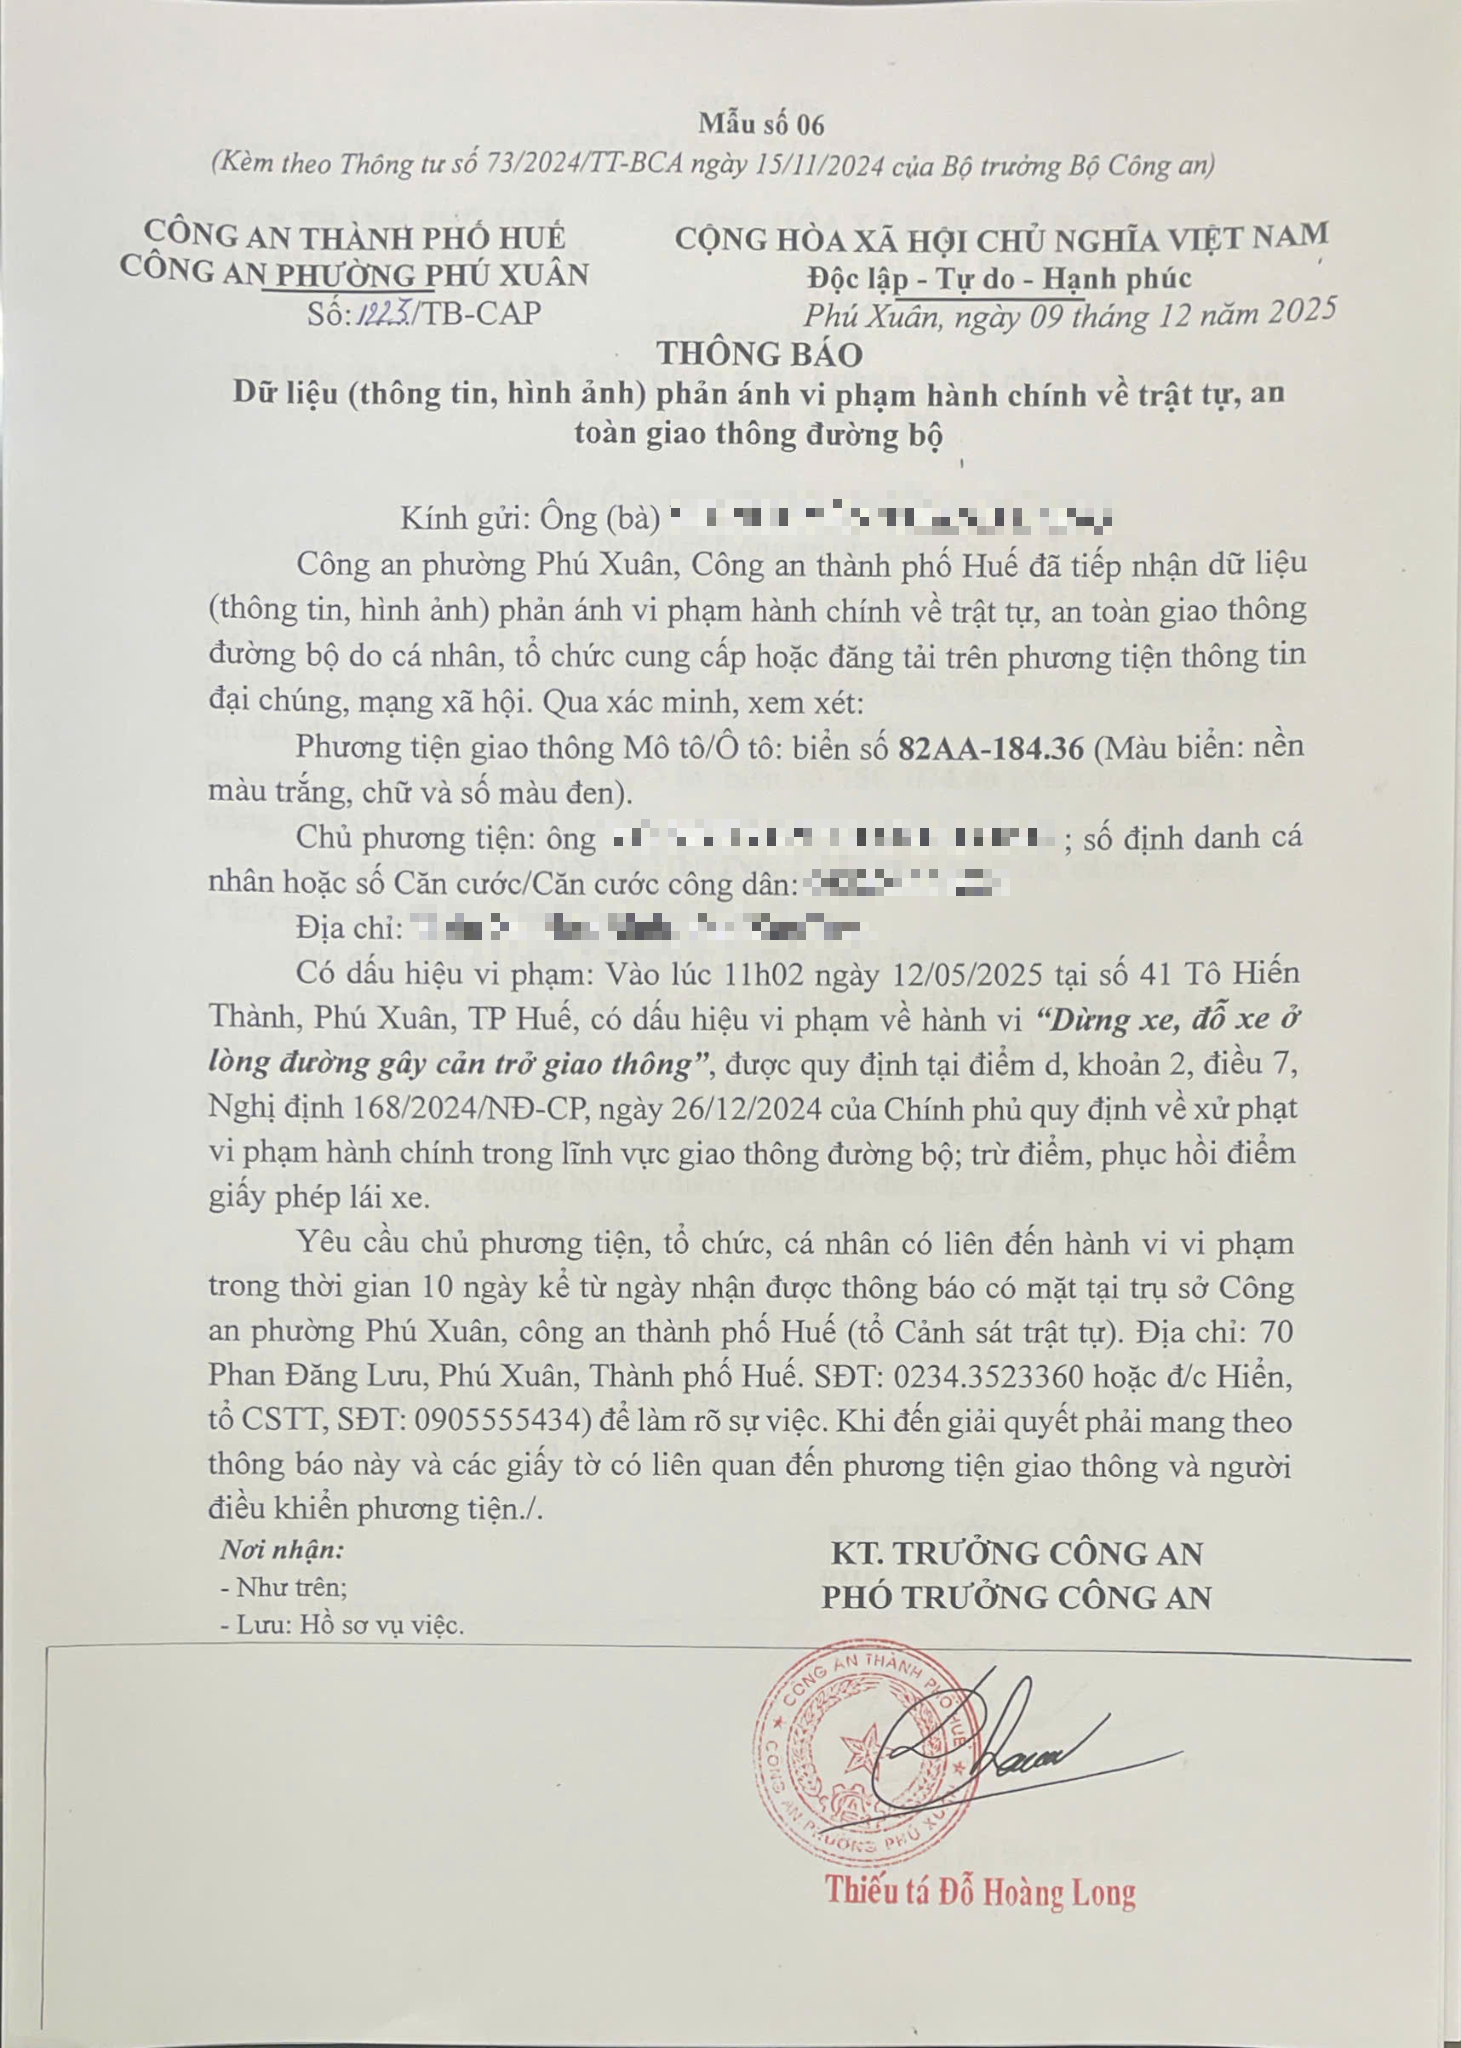 Mẫu số 06
(Kèm theo Thông tư số 73/2024/TT-BCA ngày 15/11/2024 của Bộ trưởng Bộ Công an)
CÔNG AN THÀNH PHỐ HUẾ
CÔNG AN PHƯỜNG PHÚ XUÂN
Số:1223/TB-CAP
CỘNG HÒA XÃ HỘI CHỦ NGHĨA VIỆT NAM
Độc lập - Tự do - Hạnh phúc
Phú Xuân, ngày 09 tháng 12 năm 2025
THÔNG BÁO
Dữ liệu (thông tin, hình ảnh) phản ánh vi phạm hành chính về trật tự, an
toàn giao thông đường bộ
Kính gửi: Ông (bà)
Công an phường Phú Xuân, Công an thành phố Huế đã tiếp nhận dữ liệu
(thông tin, hình ảnh) phản ánh vi phạm hành chính về trật tự, an toàn giao thông
đường bộ do cá nhân, tổ chức cung cấp hoặc đăng tải trên phương tiện thông tin
đại chúng, mạng xã hội. Qua xác minh, xem xét:
Phương tiện giao thông Mô tô/Ô tô: biển số 82AA-184.36 (Màu biển: nền
màu trắng, chữ và số màu đen).
Chủ phương tiện: ông ; số định danh cá
nhân hoặc số Căn cước/Căn cước công dân:
Địa chỉ:
Có dấu hiệu vi phạm: Vào lúc 11h02 ngày 12/05/2025 tại số 41 Tô Hiến
Thành, Phú Xuân, TP Huế, có dấu hiệu vi phạm về hành vi “Dừng xe, đỗ xe ở
lòng đường gây cản trở giao thông”, được quy định tại điểm d, khoản 2, điều 7,
Nghị định 168/2024/NĐ-CP, ngày 26/12/2024 của Chính phủ quy định về xử phạt
vi phạm hành chính trong lĩnh vực giao thông đường bộ; trừ điểm, phục hồi điểm
giấy phép lái xe.
Yêu cầu chủ phương tiện, tổ chức, cá nhân có liên đến hành vi vi phạm
trong thời gian 10 ngày kể từ ngày nhận được thông báo có mặt tại trụ sở Công
an phường Phú Xuân, công an thành phố Huế (tổ Cảnh sát trật tự). Địa chỉ: 70
Phan Đăng Lưu, Phú Xuân, Thành phố Huế. SĐT: 0234.3523360 hoặc đ/c Hiển,
tổ CSTT, SĐT: 0905555434) để làm rõ sự việc. Khi đến giải quyết phải mang theo
thông báo này và các giấy tờ có liên quan đến phương tiện giao thông và người
điều khiển phương tiện./.
Nơi nhận:
- Như trên;
- Lưu: Hồ sơ vụ việc.
KT. TRƯỞNG CÔNG AN
PHÓ TRƯỞNG CÔNG AN
CÔNG AN THÀNH PHỐ HUẾ
CÔNG AN PHƯỜNG PHÚ XUÂN
Thiếu tá Đỗ Hoàng Long